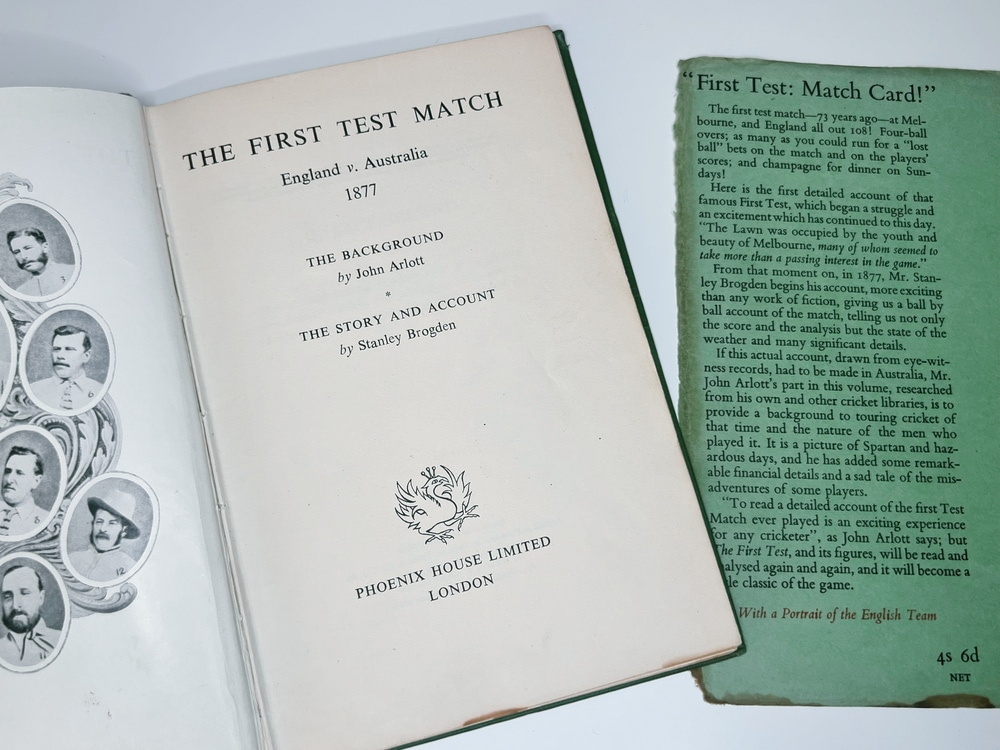 THE FIRST TEST MATCH
England v. Australia
1877
THE BACKGROUND
by John Arlott
*
THE STORY AND ACCOUNT
by Stanley Brogden
PHOENIX HOUSE LIMITED
LONDON
12
“First Test: Match Card!”
The first test match—73 years ago—at Mel-
bourne, and England all out 108! Four-ball
overs; as many as you could run for a “lost
ball” bets on the match and on the players’
scores; and champagne for dinner on Sun-
days!
Here is the first detailed account of that
famous First Test, which began a struggle and
an excitement which has continued to this day.
“The Lawn was occupied by the youth and
beauty of Melbourne, many of whom seemed to
take more than a passing interest in the game.”
From that moment on, in 1877, Mr. Stan-
ley Brogden begins his account, more exciting
than any work of fiction, giving us a ball by
ball account of the match, telling us not only
the score and the analysis but the state of the
weather and many significant details.
If this actual account, drawn from eye-wit-
ness records, had to be made in Australia, Mr.
John Arlott’s part in this volume, researched
from his own and other cricket libraries, is to
provide a background to touring cricket of
that time and the nature of the men who
played it. It is a picture of Spartan and haz-
ardous days, and he has added some remark-
able financial details and a sad tale of the mis-
adventures of some players.
“To read a detailed account of the first Test
Match ever played is an exciting experience
for any cricketer”, as John Arlott says; but
The First Test, and its figures, will be read and
alysed again and again, and it will become a
le classic of the game.
With a Portrait of the English Team
4s 6d
NET